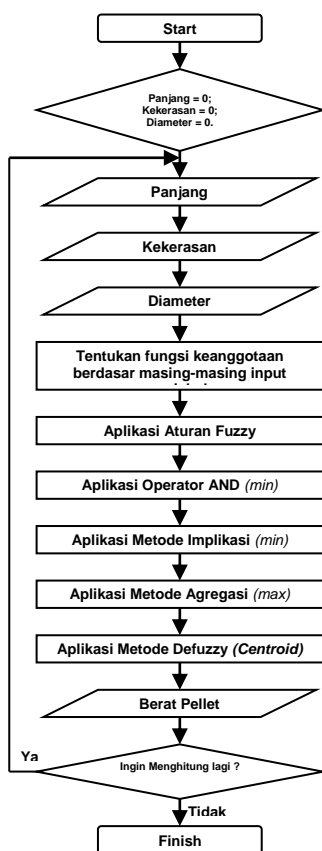 Start
Panjang = 0;
Kekerasan = 0;
Diameter = 0.
Panjang
Kekerasan
Diameter
Tentukan fungsi keanggotaan
berdasar masing-masing input
Aplikasi Aturan Fuzzy
Aplikasi Operator AND (min)
Aplikasi Metode Implikasi (min)
Aplikasi Metode Agregasi (max)
Aplikasi Metode Defuzzy (Centroid)
Berat Pellet
Ya
Ingin Menghitung lagi ?
Tidak
Finish